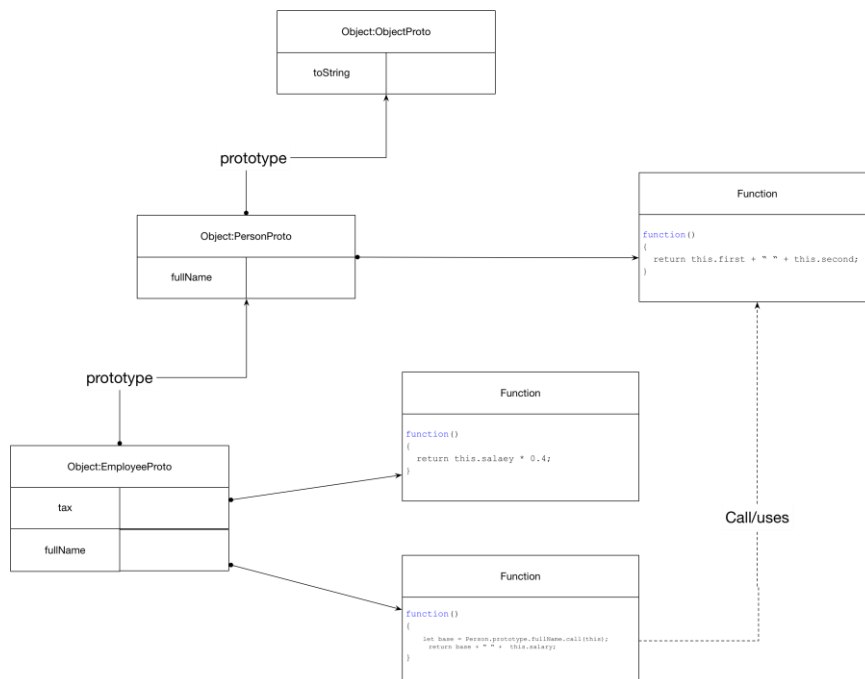 Object:ObjectProto
toString
prototype
Object:PersonProto
fullName
Function
function()
{
return this.first + “ “ + this.second;
}
prototype
Object:EmployeeProto
tax
fullName
Function
function()
{
return this.salaey * 0.4;
}
Call/uses
Function
function()
{
let base = Person.prototype.fullName.call(this);
return base + “ “ + this.salary;
}